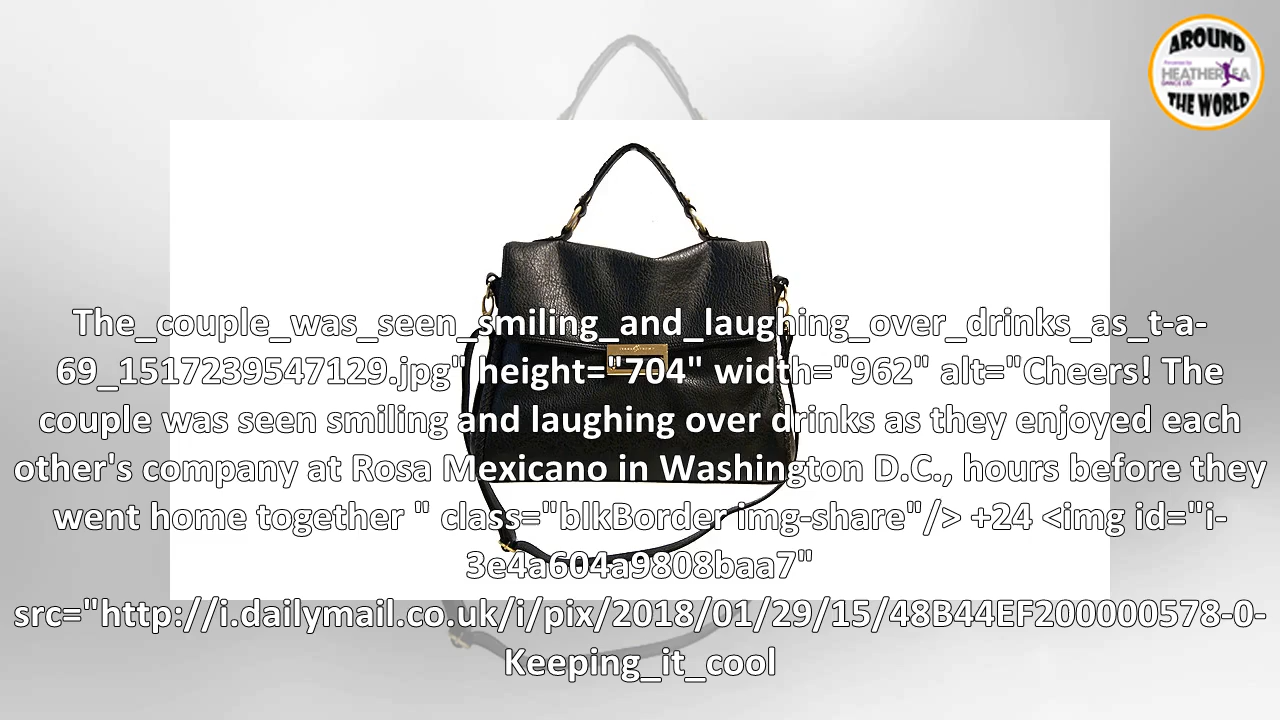 AROUND
HEATHER
THE WORLD
The_couple_was_seen_smiling_and_laughing_over_drinks_as_t-a-
69_1517239547129.jpg" height="704" width="962" alt="Cheers! The
couple was seen smiling and laughing over drinks as they enjoyed each
other's company at Rosa Mexicano in Washington D.C., hours before they
went home together " class="blkBorder img-share"/> +24 <img id="i-
3e4a604a9808baa7"
src="http://i.dailymail.co.uk/i/pix/2018/01/29/15/48B44EF200000578-0-
Keeping_it_cool